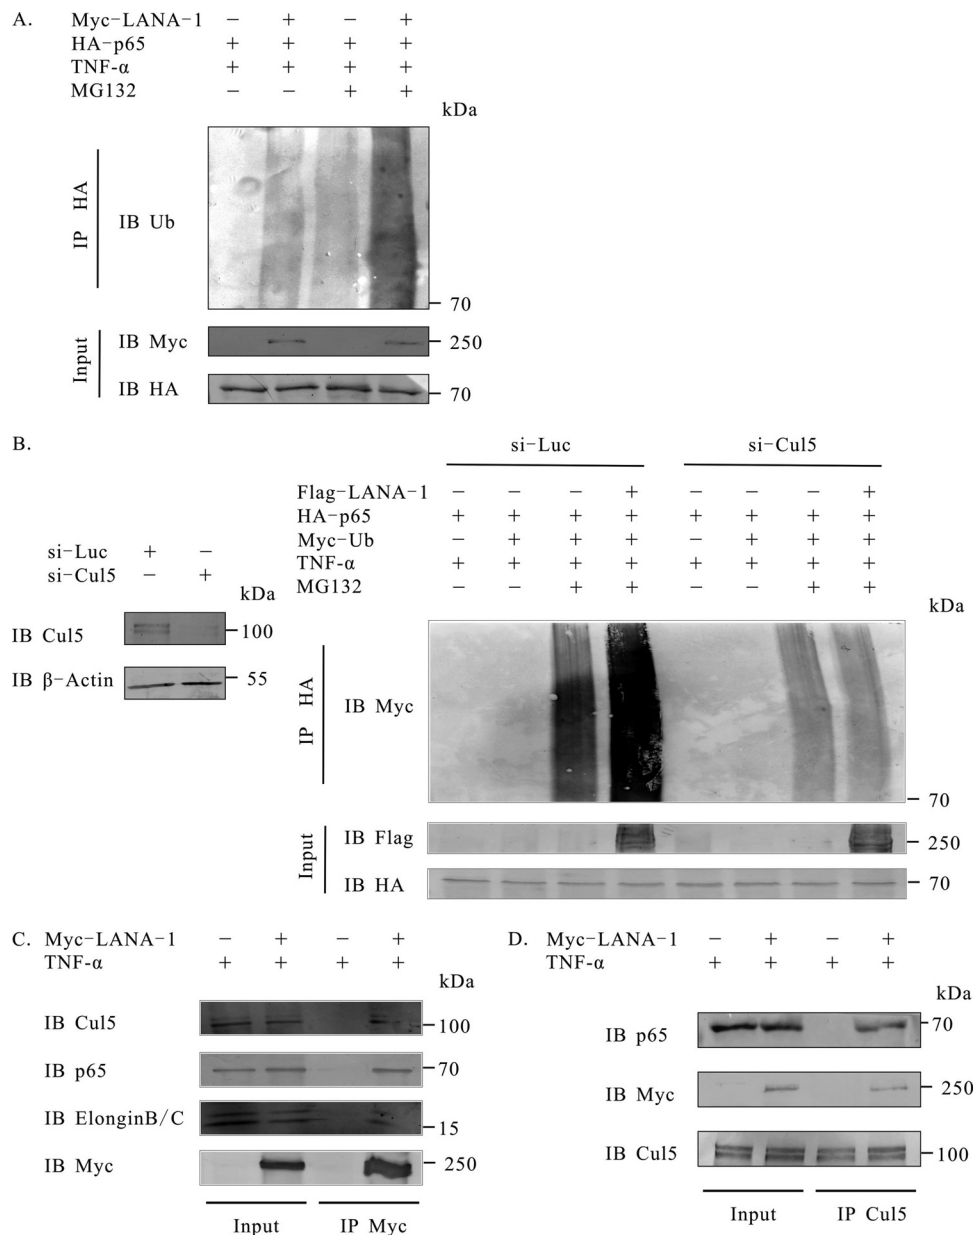 A.
Myc-LANA-1 − + − +
HA-p65 + + + +
TNF-α + + + +
MG132 − − + +
kDa
IP HA
IB Ub
70
Input
IB Myc
250
IB HA
70
B.
si-Luc si-Cul5
Flag-LANA-1 − − − + − − − +
HA-p65 + + + + + + + +
Myc-Ub − + + + − + + +
TNF-α + + + + + + + +
MG132 − − + + − − + +
kDa
si-Luc + −
si-Cul5 − +
kDa
IB Cul5
100
IB β-Actin
55
IP HA
IB Myc
70
Input
IB Flag
250
IB HA
70
C.
Myc-LANA-1 − + − +
TNF-α + + + +
kDa
IB Cul5
100
IB p65
70
IB ElonginB/C
15
IB Myc
250
Input IP Myc
D.
Myc-LANA-1 − + − +
TNF-α + + + +
kDa
IB p65
70
IB Myc
250
IB Cul5
100
Input IP Cul5